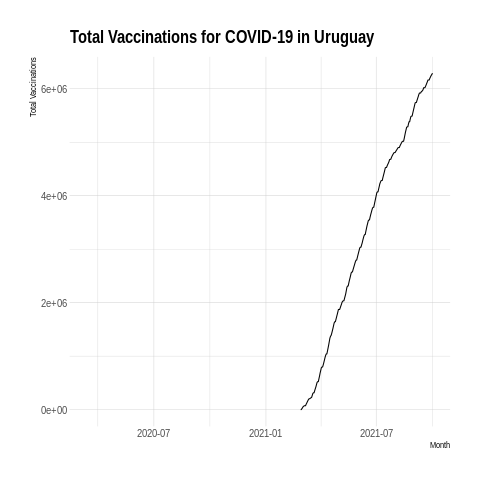 Total Vaccinations for COVID-19 in Uruguay
Total Vaccinations
6e+06
4e+06
2e+06
0e+00
2020-07
2021-01
2021-07
Month